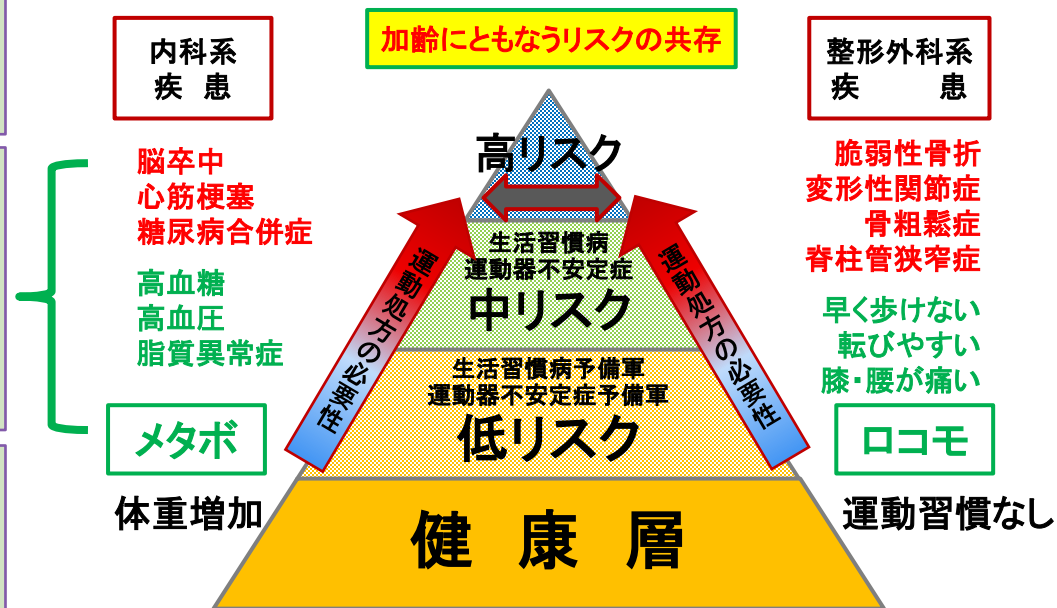 加齢にともなうリスクの共存
内科系
疾　患
脳卒中
心筋梗塞
糖尿病合併症
高血糖
高血圧
脂質異常症
メタボ
体重増加
高リスク
生活習慣病
運動器不安定症
中リスク
生活習慣病予備軍
運動器不安定症予備軍
低リスク
健　康　層
運動処方の必要性
運動処方の必要性
整形外科系
疾　　　患
脆弱性骨折
変形性関節症
骨粗鬆症
脊柱管狭窄症
早く歩けない
転びやすい
膝・腰が痛い
ロコモ
運動習慣なし